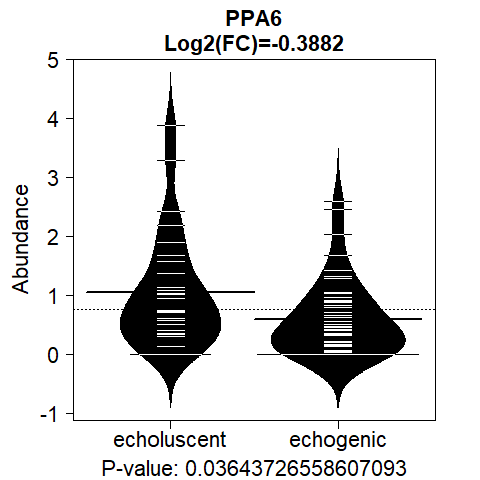 PPA6
Log2(FC)=-0.3882
Abundance
5
4
3
2
1
0
-1
echoluscent echogenic
P-value: 0.03643726558607093